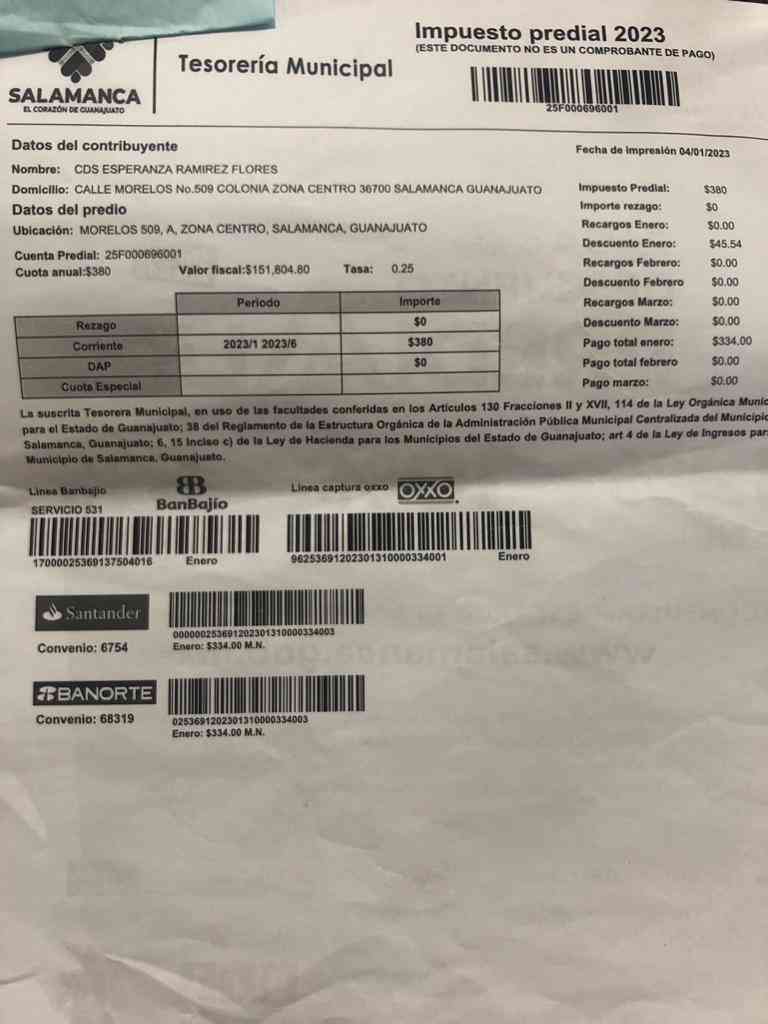 Impuesto predial 2023
(ESTE DOCUMENTO NO ES UN COMPROBANTE DE PAGO)
SALAMANCA
EL CORAZÓN DE GUANAJUATO
Tesorería Municipal
25F000696001
Datos del contribuyente
Fecha de Impresión 04/01/2023
Nombre: CDS ESPERANZA RAMIREZ FLORES
Domicilio: CALLE MORELOS No.509 COLONIA ZONA CENTRO 36700 SALAMANCA GUANAJUATO
Datos del predio
Ubicación: MORELOS 509, A, ZONA CENTRO, SALAMANCA, GUANAJUATO
Cuenta Predial: 25F000696001
Cuota anual:$380 Valor fiscal:$151,804.80 Tasa: 0.25
Impuesto Predial: $380
Importe rezago: $0
Recargos Enero: $0.00
Descuento Enero: $45.54
Recargos Febrero: $0.00
Descuento Febrero $0.00
Recargos Marzo: $0.00
Descuento Marzo: $0.00
Pago total enero: $334.00
Pago total febrero $0.00
Pago marzo: $0.00
Periodo Importe
Rezago $0
Corriente 2023/1 2023/6 $380
DAP $0
Cuota Especial
La suscrita Tesorera Municipal, en uso de las facultades conferidas en los Artículos 130 Fracciones II y XVII, 114 de la Ley Orgánica Munic
para el Estado de Guanajuato; 38 del Reglamento de la Estructura Orgánica de la Administración Pública Municipal Centralizada del Municipio
Salamanca, Guanajuato; 6, 15 Inciso c) de la Ley de Hacienda para los Municipios del Estado de Guanajuato; art 4 de la Ley de Ingresos par
Municipio de Salamanca, Guanajuato.
Linea Banbajio
SERVICIO 531
BanBajío
Linea captura oxxo OXXO
17000025369137504016 Enero
96253691202301310000334001 Enero
Santander
Convenio: 6754
000000253691202301310000334003
Enero: $334.00 M.N.
BANORTE
Convenio: 68319
0253691202301310000334003
Enero: $334.00 M.N.
www.salamanca.gob